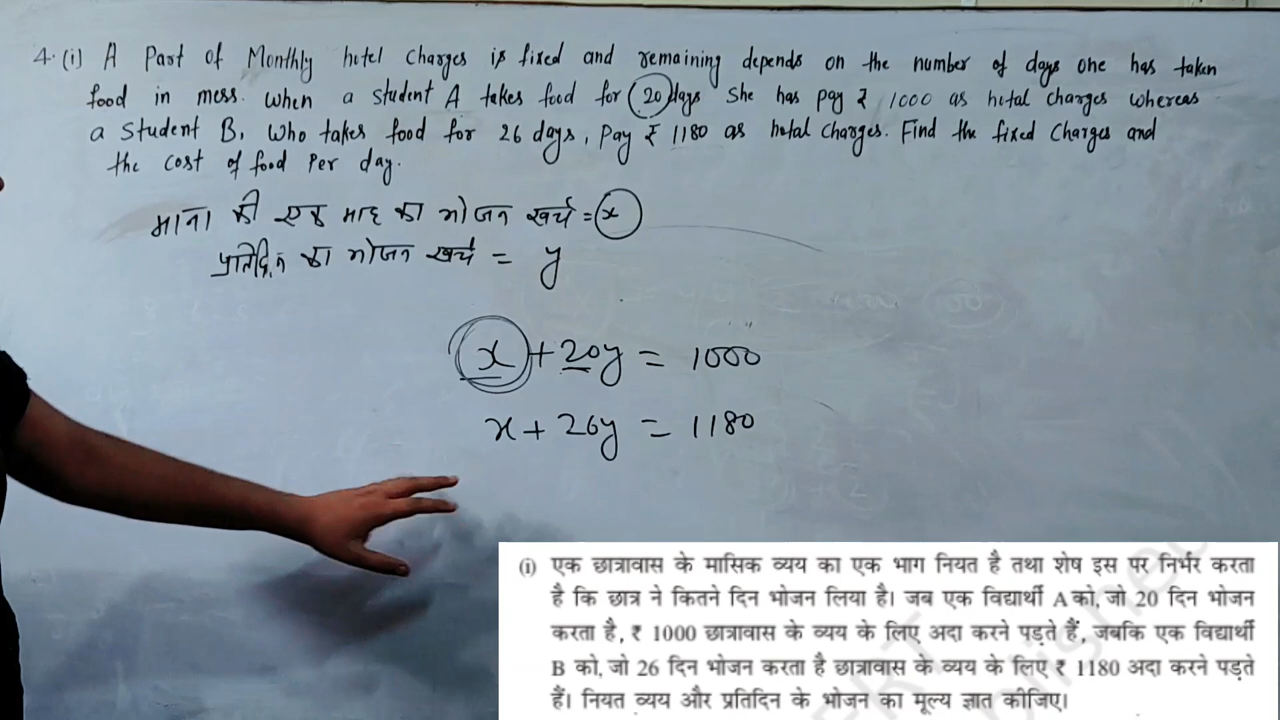 4. (i) A Part of Monthly hotel Charges is fixed and remaining depends on the number of days one has taken
food in mess. When a student A takes food for 20 days She has pay ₹ 1000 as hotal charges whereas
a student B, Who takes food for 26 days, Pay ₹ 1180 as hotal Charges. Find the fixed Charges and
the cost of food Per day.
माना की एक माह का भोजन खर्च = x
प्रतिदिन का भोजन खर्च = y
x + 20y = 1000
x + 26y = 1180
(i) एक छात्रावास के मासिक व्यय का एक भाग नियत है तथा शेष इस पर निर्भर करता
है कि छात्र ने कितने दिन भोजन लिया है। जब एक विद्यार्थी A को, जो 20 दिन भोजन
करता है, ₹ 1000 छात्रावास के व्यय के लिए अदा करने पड़ते हैं, जबकि एक विद्यार्थी
B को, जो 26 दिन भोजन करता है छात्रावास के व्यय के लिए ₹ 1180 अदा करने पड़ते
हैं। नियत व्यय और प्रतिदिन के भोजन का मूल्य ज्ञात कीजिए।